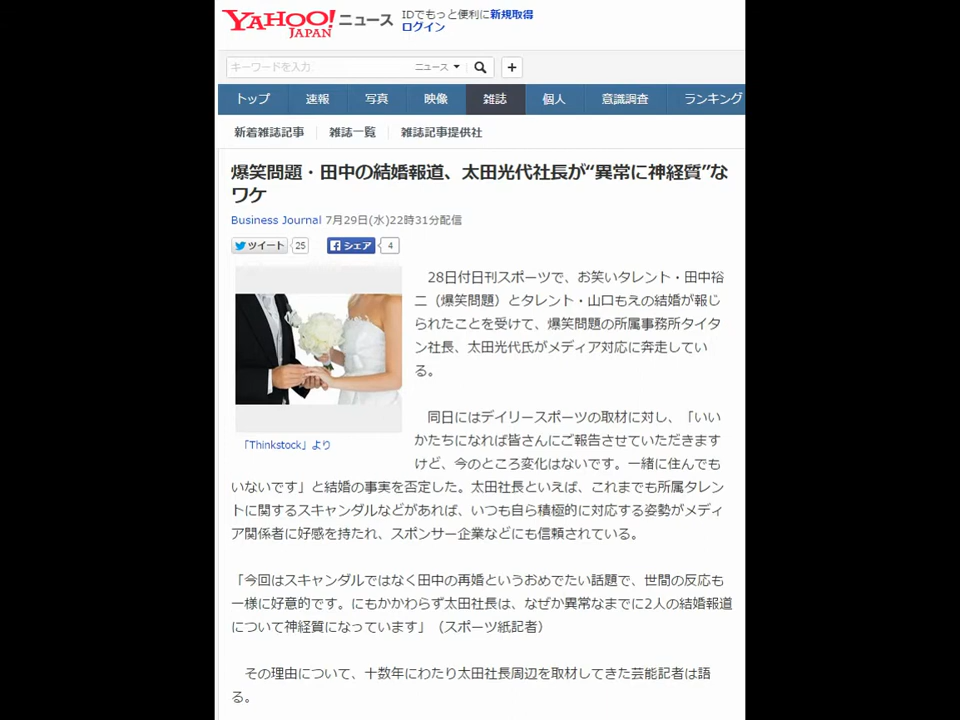 YAHOO! JAPAN ニュース
IDでもっと便利に新規取得
ログイン
キーワードを入力
ニュース
+
トップ 速報 写真 映像 雑誌 個人 意識調査 ランキング
新着雑誌記事 雑誌一覧 雑誌記事提供社
爆笑問題・田中の結婚報道、太田光代社長が“異常に神経質”な
ワケ
Business Journal 7月29日(水)22時31分配信
ツイート 25 シェア 4
28日付日刊スポーツで、お笑いタレント・田中裕
二（爆笑問題）とタレント・山口もえの結婚が報じ
られたことを受けて、爆笑問題の所属事務所タイタ
ン社長、太田光代氏がメディア対応に奔走してい
る。
同日にはデイリースポーツの取材に対し、「いい
かたちになれば皆さんにご報告させていただきます
けど、今のところ変化はないです。一緒に住んでも
「Thinkstock」より
いないです」と結婚の事実を否定した。太田社長といえば、これまでも所属タレン
トに関するスキャンダルなどがあれば、いつも自ら積極的に対応する姿勢がメディ
ア関係者に好感を持たれ、スポンサー企業などにも信頼されている。
「今回はスキャンダルではなく田中の再婚というおめでたい話題で、世間の反応も
一様に好意的です。にもかかわらず太田社長は、なぜか異常なまでに2人の結婚報道
について神経質になっています」（スポーツ紙記者）
その理由について、十数年にわたり太田社長周辺を取材してきた芸能記者は語
る。